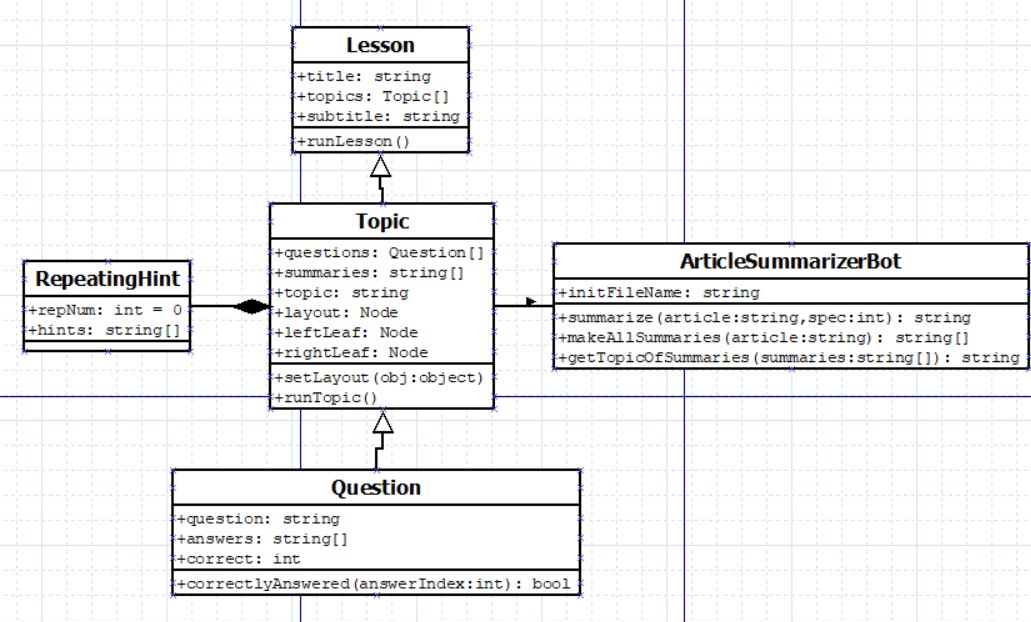 Lesson
+title: string
+topics: Topic[]
+subtitle: string
+runLesson()
Topic
+questions: Question[]
+summaries: string[]
+topic: string
+layout: Node
+leftLeaf: Node
+rightLeaf: Node
+setLayout(obj:object)
+runTopic()
RepeatingHint
+repNum: int = 0
+hints: string[]
ArticleSummarizerBot
+initFileName: string
+summarize(article:string,spec:int): string
+makeAllSummaries(article:string): string[]
+getTopicOfSummaries(summaries:string[]): string
Question
+question: string
+answers: string[]
+correct: int
+correctlyAnswered(answerIndex:int): bool